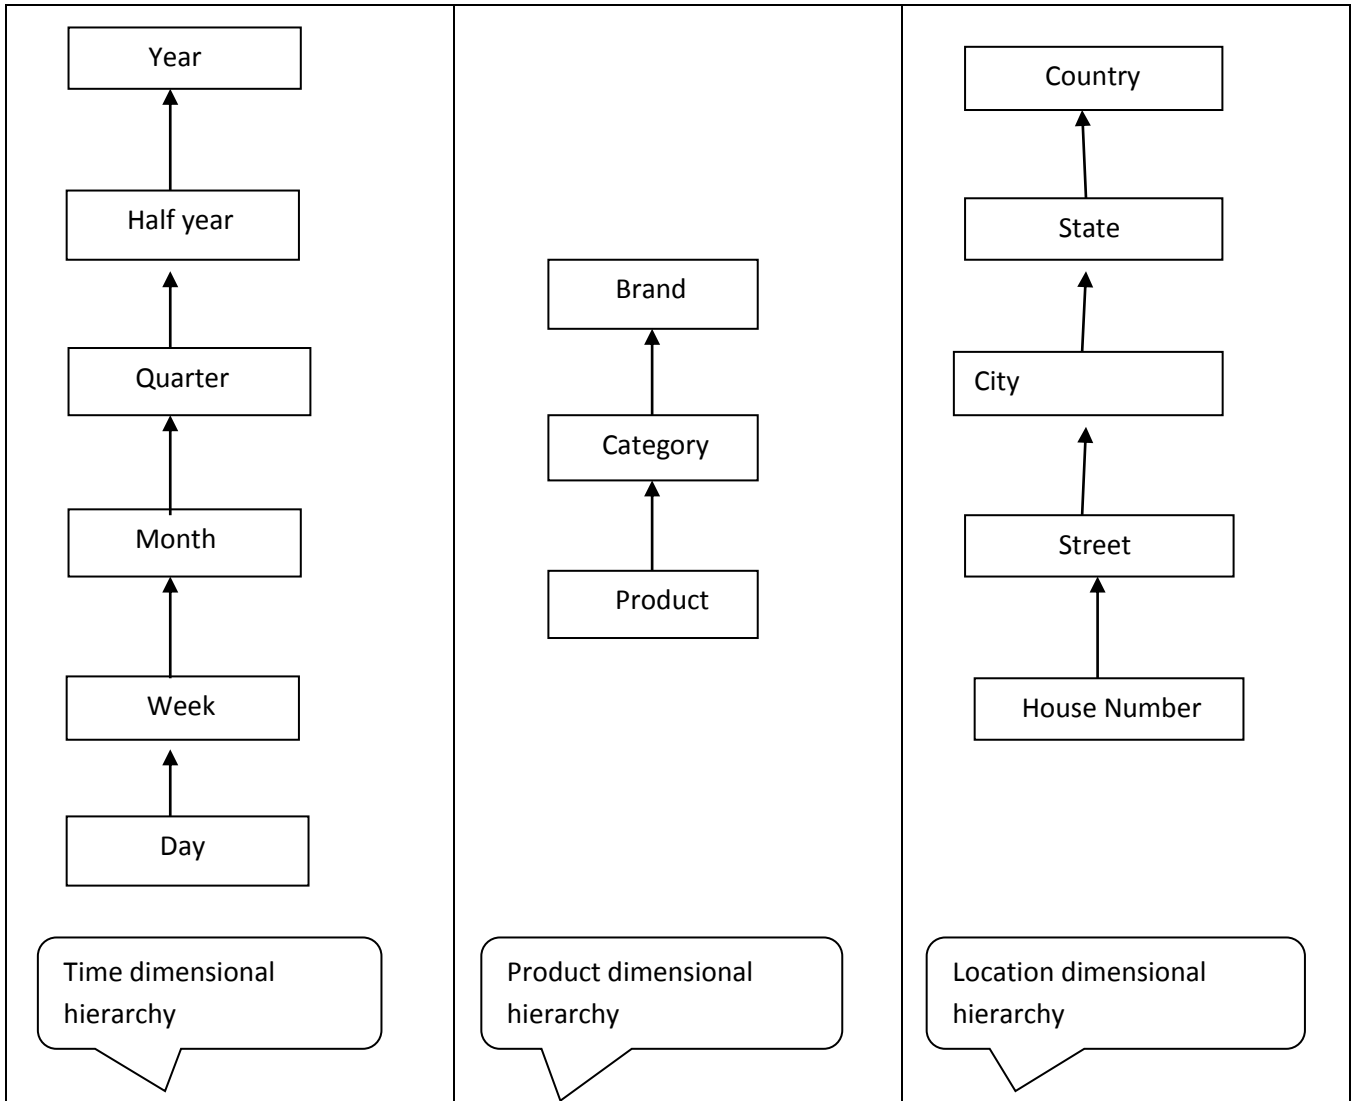 Year
Half year
Quarter
Month
Week
Day
Time dimensional
hierarchy
Brand
Category
Product
Product dimensional
hierarchy
Country
State
City
Street
House Number
Location dimensional
hierarchy